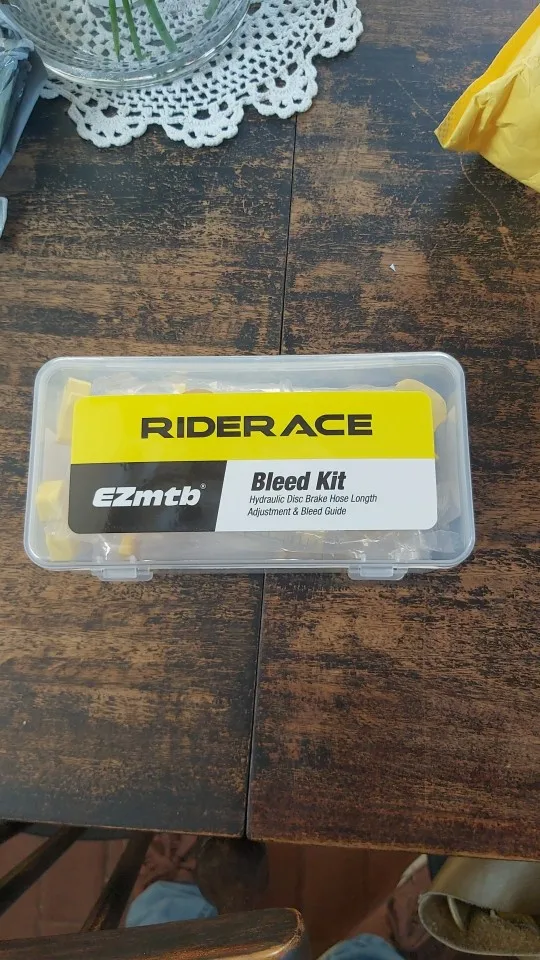 RIDERACE
EZmtb®
Bleed Kit
Hydraulic Disc Brake Hose Length
Adjustment & Bleed Guide